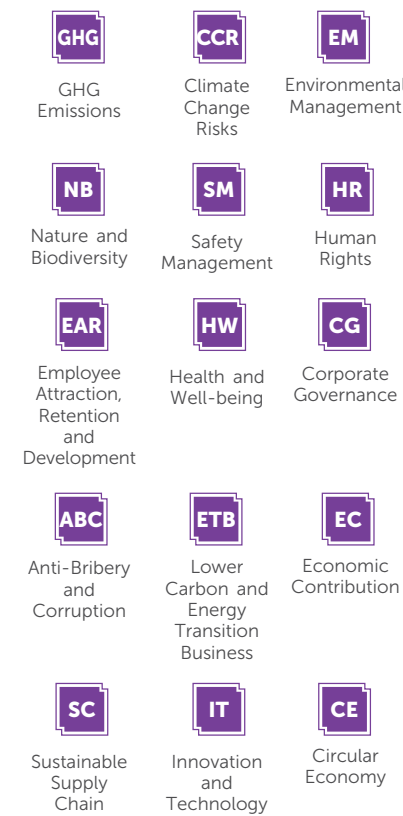 GHG
GHG
Emissions
CCR
Climate
Change
Risks
EM
Environmental
Management
NB
Nature and
Biodiversity
SM
Safety
Management
HR
Human
Rights
EAR
Employee
Attraction,
Retention
and
Development
HW
Health and
Well-being
CG
Corporate
Governance
ABC
Anti-Bribery
and
Corruption
ETB
Lower
Carbon and
Energy
Transition
Business
EC
Economic
Contribution
SC
Sustainable
Supply
Chain
IT
Innovation
and
Technology
CE
Circular
Economy